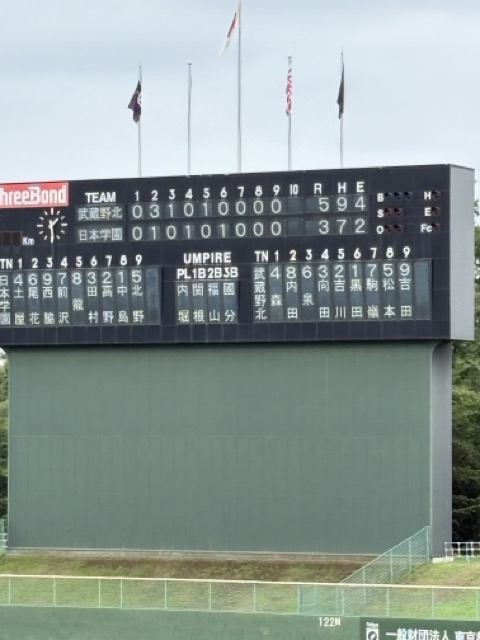 ThreeBond
TEAM 1 2 3 4 5 6 7 8 9 10 R H E
武蔵野北 0 3 1 0 1 0 0 0 0 5 9 4
日本学園 0 1 0 1 0 1 0 0 0 3 7 2
B H
S E
O Fc
Km
TN 1 2 3 4 5 6 7 8 9 UMPIRE TN 1 2 3 4 5 6 7 8 9
PL 1B 2B 3B
日本学園 4 6 9 7 8 3 2 1 5
土屋 尾花 西脇 前沢 龍 田村 高野 中島 北野
内堀 関根 福山 國分
武蔵野北 4 8 6 3 2 1 7 5 9
森 内田 泉 向田 吉川 黒田 駒嶺 松本 吉田
122M
一般財団法人 東京